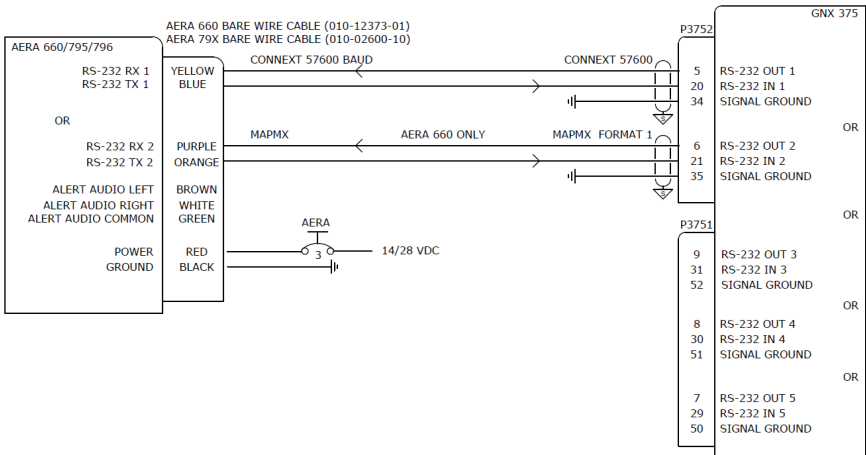 GNX 375
AERA 660 BARE WIRE CABLE (010-12373-01)
AERA 79X BARE WIRE CABLE (010-02600-10)
P3752
AERA 660/795/796
CONNEXT 57600 BAUD
CONNEXT 57600
RS-232 RX 1 YELLOW
RS-232 TX 1 BLUE
5 RS-232 OUT 1
20 RS-232 IN 1
34 SIGNAL GROUND
S
OR
OR
MAPMX
AERA 660 ONLY
MAPMX FORMAT 1
RS-232 RX 2 PURPLE
RS-232 TX 2 ORANGE
6 RS-232 OUT 2
21 RS-232 IN 2
35 SIGNAL GROUND
S
ALERT AUDIO LEFT BROWN
ALERT AUDIO RIGHT WHITE
ALERT AUDIO COMMON GREEN
OR
P3751
AERA
3
14/28 VDC
POWER RED
GROUND BLACK
9 RS-232 OUT 3
31 RS-232 IN 3
52 SIGNAL GROUND
OR
8 RS-232 OUT 4
30 RS-232 IN 4
51 SIGNAL GROUND
OR
7 RS-232 OUT 5
29 RS-232 IN 5
50 SIGNAL GROUND